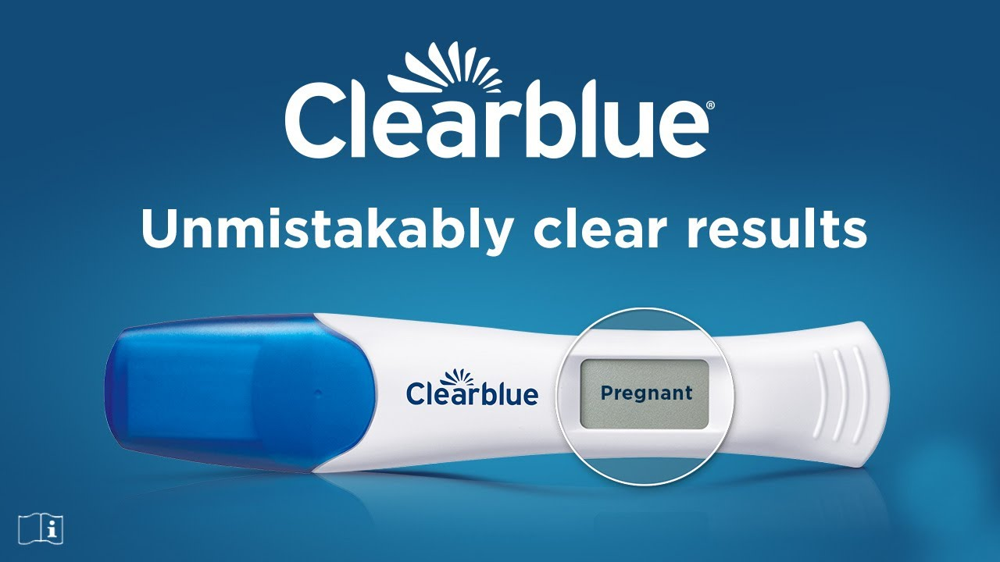 Clearblue®
Unmistakably clear results
Clearblue
Pregnant
i